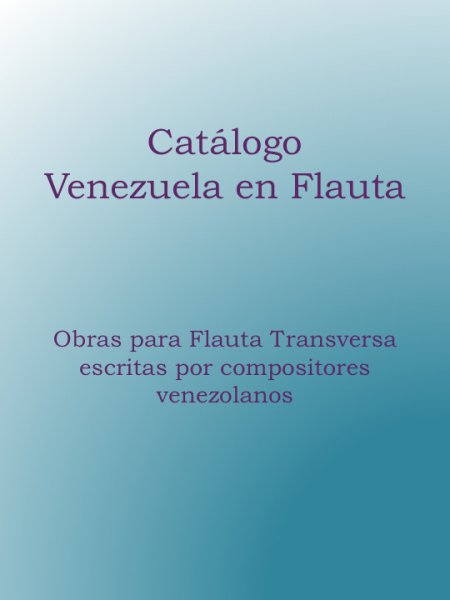 Catálogo
Venezuela en Flauta
Obras para Flauta Transversa
escritas por compositores
venezolanos